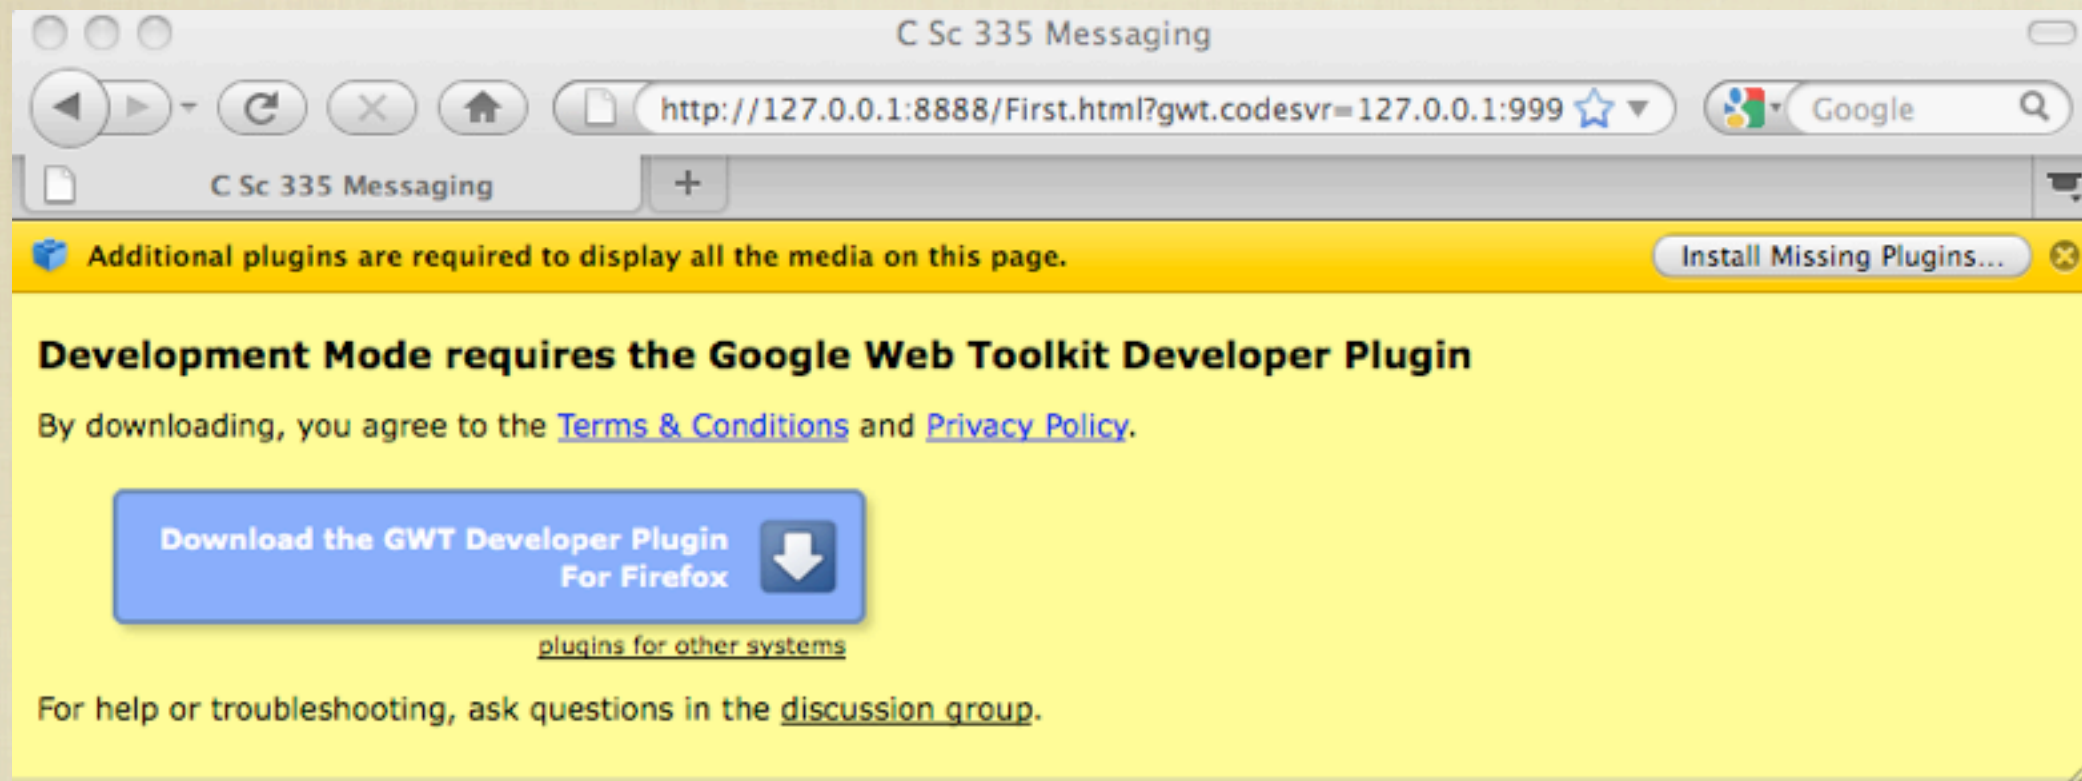 C Sc 335 Messaging
http://127.0.0.1:8888/First.html?gwt.codesvr=127.0.0.1:999
Google
C Sc 335 Messaging
Additional plugins are required to display all the media on this page.
Install Missing Plugins...
Development Mode requires the Google Web Toolkit Developer Plugin
By downloading, you agree to the Terms & Conditions and Privacy Policy.
Download the GWT Developer Plugin
For Firefox
plugins for other systems
For help or troubleshooting, ask questions in the discussion group.